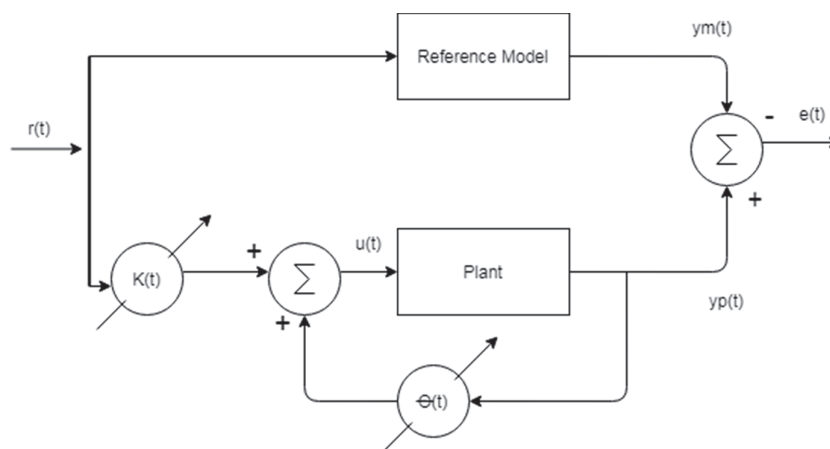 ym(t)
Reference Model
r(t)
-
e(t)
Σ
+
+
u(t)
K(t)
Σ
Plant
+
yp(t)
Θ(t)